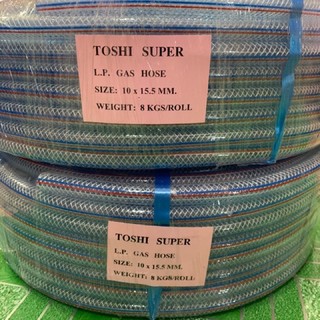 TOSHI SUPER
L.P. GAS HOSE
SIZE: 10 x 15.5 MM.
WEIGHT: 8 KGS/ROLL
TOSHI SUPER
L.P. GAS HOSE
SIZE: 10 x 15.5 MM.
WEIGHT: 8 KGS/ROLL